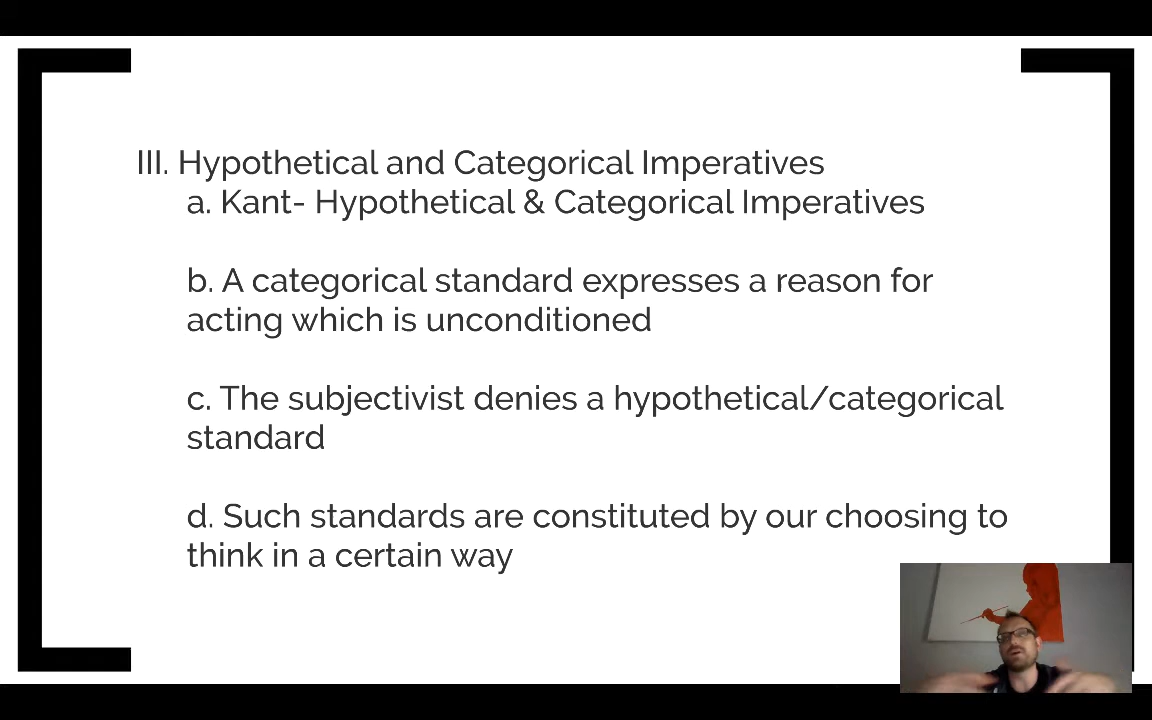 III. Hypothetical and Categorical Imperatives
a. Kant- Hypothetical & Categorical Imperatives
b. A categorical standard expresses a reason for
acting which is unconditioned
c. The subjectivist denies a hypothetical/categorical
standard
d. Such standards are constituted by our choosing to
think in a certain way